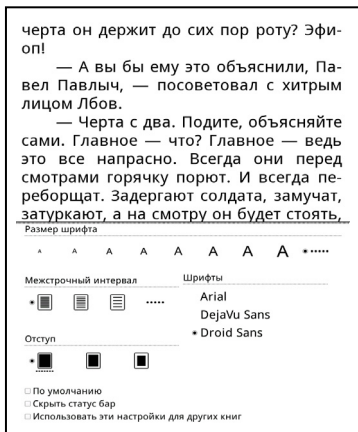 черта он держит до сих пор роту? Эфи-
оп!
— А вы бы ему это объяснили, Па-
вел Павлыч, — посоветовал с хитрым
лицом Лбов.
— Черта с два. Подите, объясняйте
сами. Главное — что? Главное — ведь
это все напрасно. Всегда они перед
смотрами горячку порют. И всегда пе-
реборщат. Задергают солдата, замучат,
затуркают, а на смотру он будет стоять,
Размер шрифта
A A A A A A A A
Межстрочный интервал
Шрифты
Arial
DejaVu Sans
Droid Sans
Отступ
По умолчанию
Скрыть статус бар
Использовать эти настройки для других книг